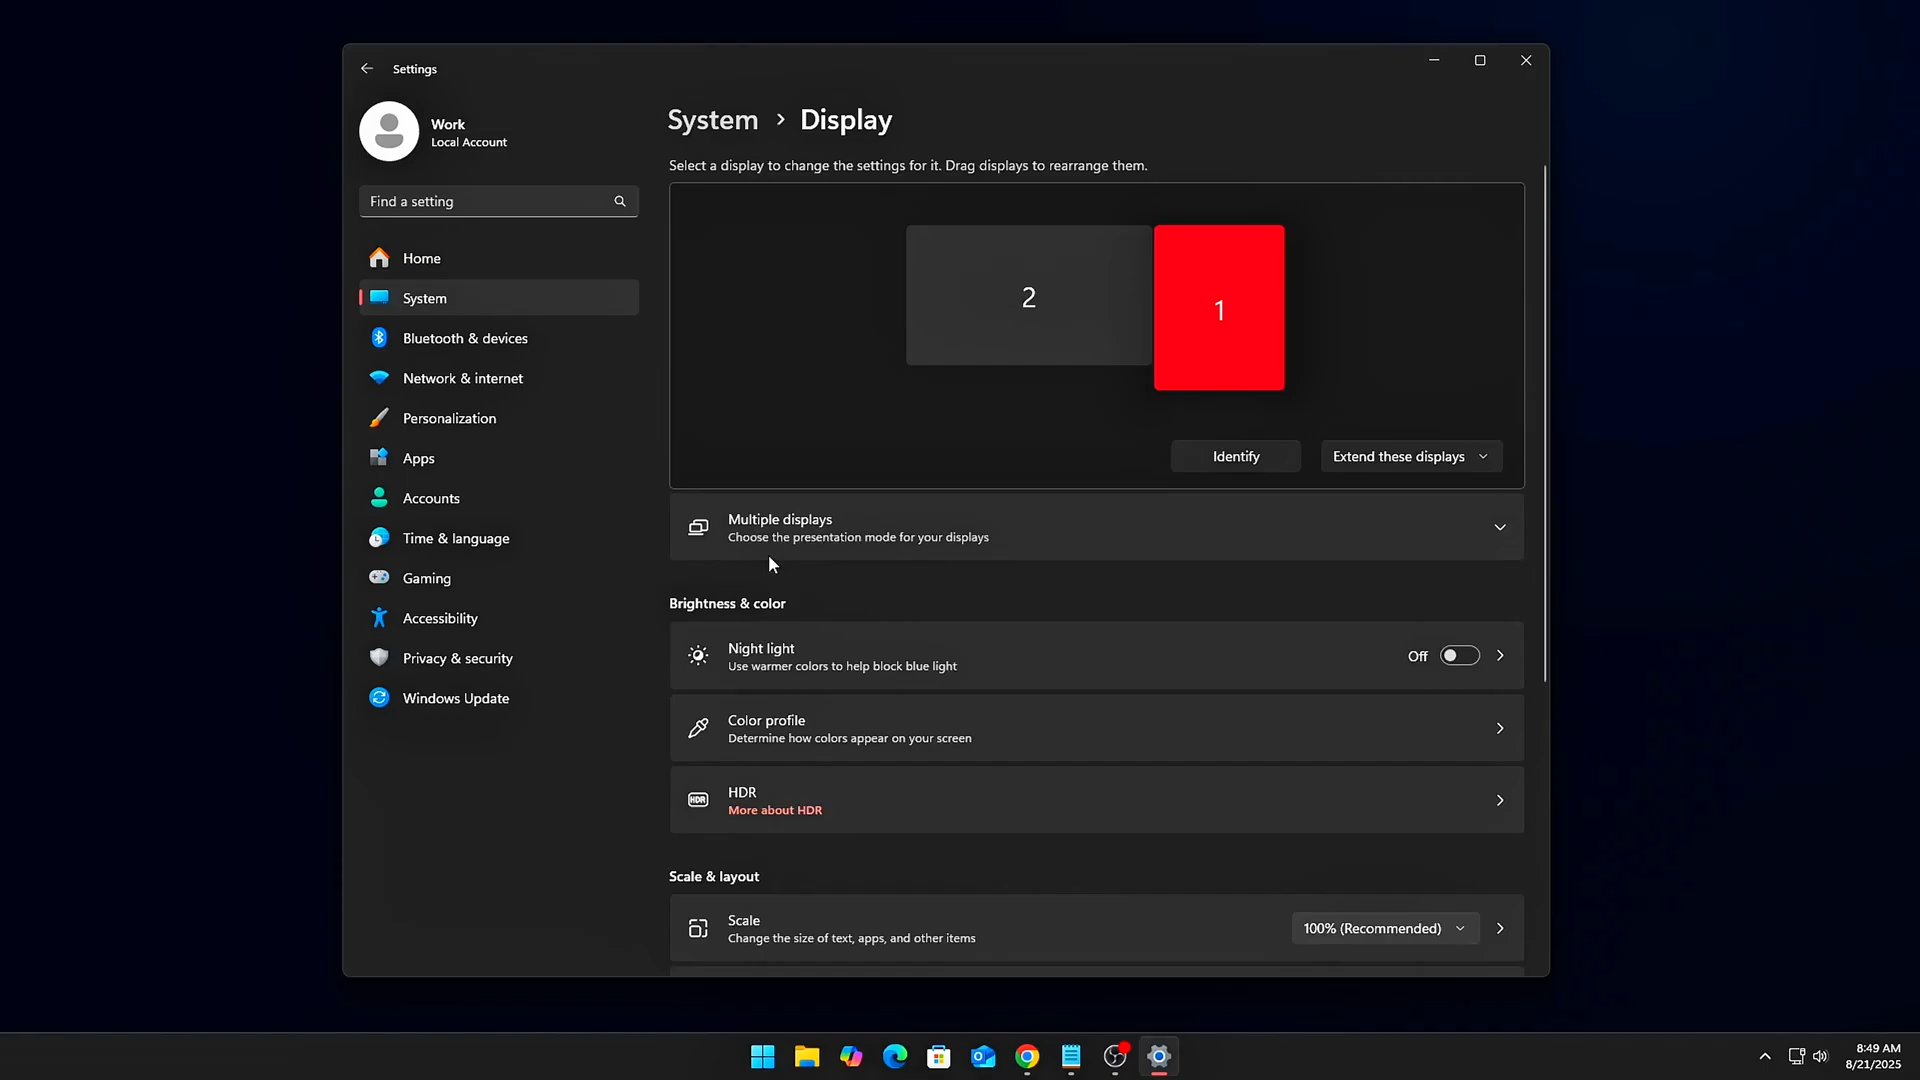 Settings
Work
Local Account
Find a setting
Home
System
Bluetooth & devices
Network & internet
Personalization
Apps
Accounts
Time & language
Gaming
Accessibility
Privacy & security
Windows Update
System > Display
Select a display to change the settings for it. Drag displays to rearrange them.
2
1
Identify
Extend these displays
Multiple displays
Choose the presentation mode for your displays
Brightness & color
Night light
Use warmer colors to help block blue light
Off
Color profile
Determine how colors appear on your screen
HDR
HDR
More about HDR
Scale & layout
Scale
Change the size of text, apps, and other items
100% (Recommended)
8:49 AM
8/21/2025